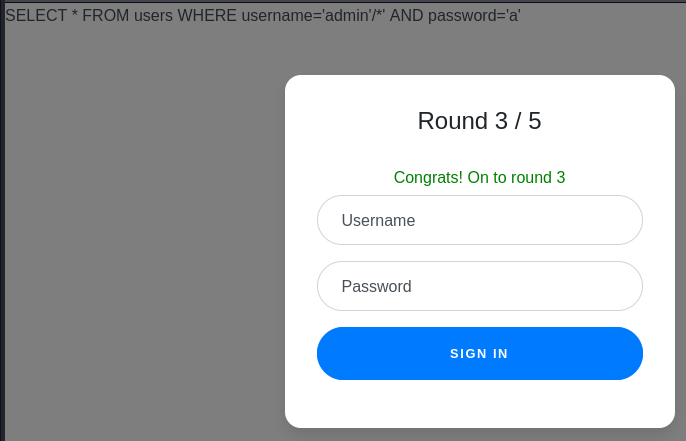 SELECT * FROM users WHERE username='admin'/*' AND password='a'
Round 3 / 5
Congrats! On to round 3
Username
Password
SIGN IN